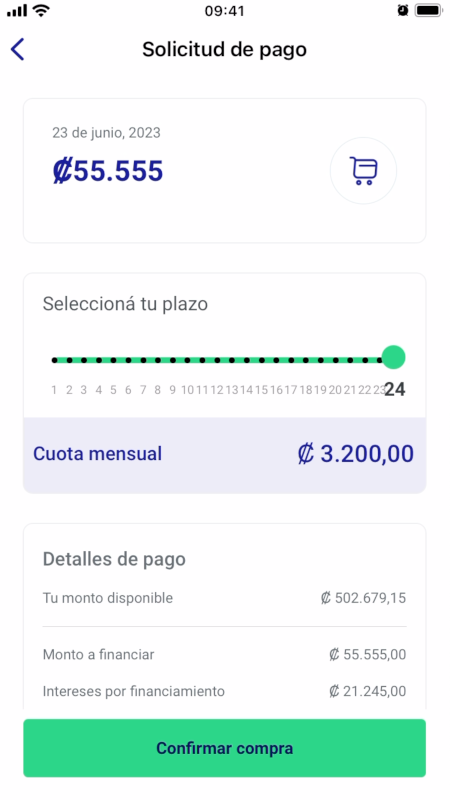 09:41
Solicitud de pago
23 de junio, 2023
₡55.555
Seleccioná tu plazo
1 2 3 4 5 6 7 8 9 10 11 12 13 14 15 16 17 18 19 20 21 22 23 24
Cuota mensual ₡ 3.200,00
Detalles de pago
Tu monto disponible ₡ 502.679,15
Monto a financiar ₡ 55.555,00
Intereses por financiamiento ₡ 21.245,00
Confirmar compra